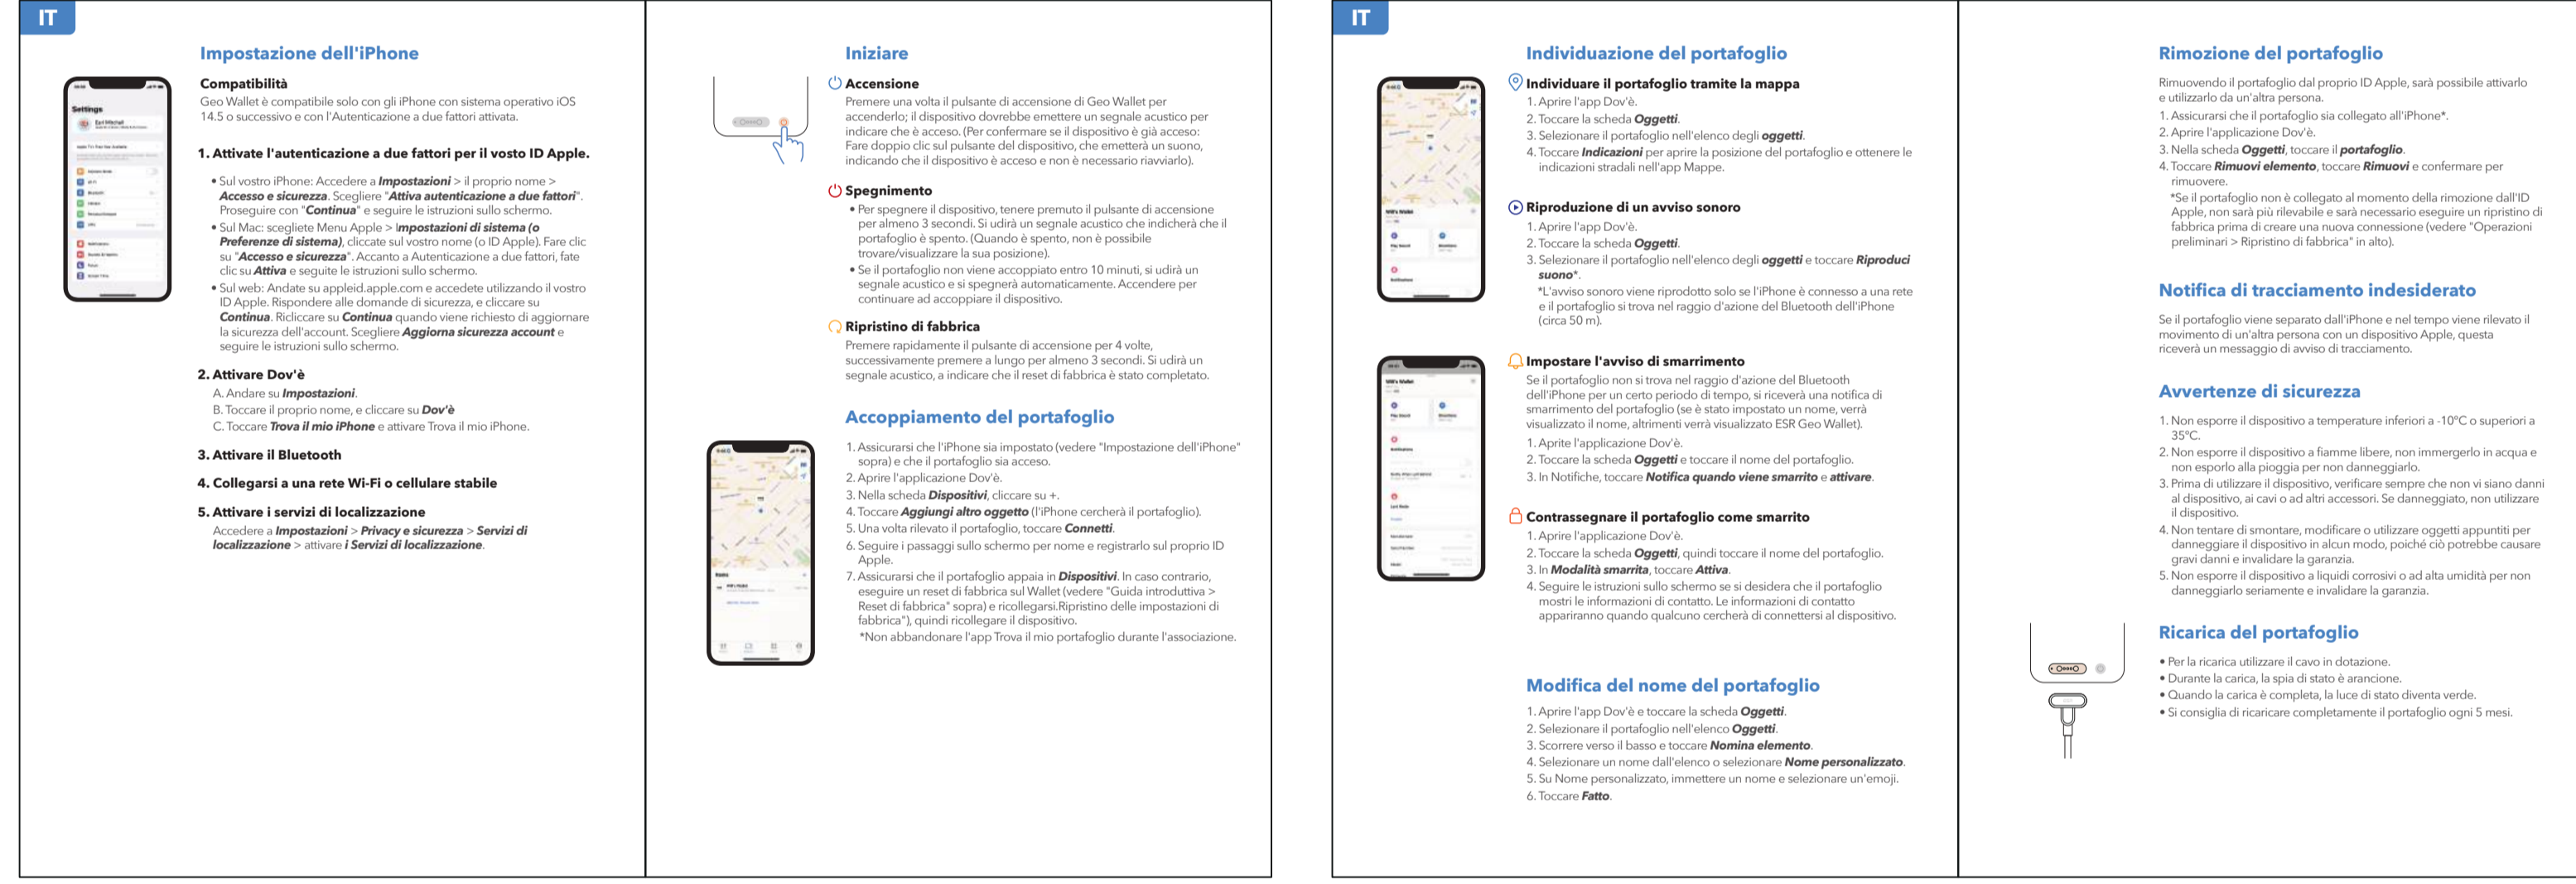 IT
Impostazione dell'iPhone
Compatibilità
Geo Wallet è compatibile solo con gli iPhone con sistema operativo iOS
14.5 o successivo e con l'Autenticazione a due fattori attivata.
1. Attivate l'autenticazione a due fattori per il vosto ID Apple.
• Sul vostro iPhone: Accedere a Impostazioni > il proprio nome >
Accesso e sicurezza. Scegliere "Attiva autenticazione a due fattori".
Proseguire con "Continua" e seguire le istruzioni sullo schermo.
• Sul Mac: scegliete Menu Apple > Impostazioni di sistema (o
Preferenze di sistema), cliccate sul vostro nome (o ID Apple). Fare clic
su "Accesso e sicurezza". Accanto a Autenticazione a due fattori, fate
clic su Attiva e seguite le istruzioni sullo schermo.
• Sul web: Andate su appleid.apple.com e accedete utilizzando il vostro
ID Apple. Rispondere alle domande di sicurezza, e cliccare su
Continua. Ricliccare su Continua quando viene richiesto di aggiornare
la sicurezza dell'account. Scegliere Aggiorna sicurezza account e
seguire le istruzioni sullo schermo.
2. Attivare Dov'è
A. Andare su Impostazioni.
B. Toccare il proprio nome, e cliccare su Dov'è
C. Toccare Trova il mio iPhone e attivare Trova il mio iPhone.
3. Attivare il Bluetooth
4. Collegarsi a una rete Wi-Fi o cellulare stabile
5. Attivare i servizi di localizzazione
Accedere a Impostazioni > Privacy e sicurezza > Servizi di
localizzazione > attivare i Servizi di localizzazione.
Settings
Iniziare
Accensione
Premere una volta il pulsante di accensione di Geo Wallet per
accenderlo; il dispositivo dovrebbe emettere un segnale acustico per
indicare che è acceso. (Per confermare se il dispositivo è già acceso:
Fare doppio clic sul pulsante del dispositivo, che emetterà un suono,
indicando che il dispositivo è acceso e non è necessario riavviarlo).
Spegnimento
• Per spegnere il dispositivo, tenere premuto il pulsante di accensione
per almeno 3 secondi. Si udirà un segnale acustico che indicherà che il
portafoglio è spento. (Quando è spento, non è possibile
trovare/visualizzare la sua posizione).
• Se il portafoglio non viene accoppiato entro 10 minuti, si udirà un
segnale acustico e si spegnerà automaticamente. Accendere per
continuare ad accoppiare il dispositivo.
Ripristino di fabbrica
Premere rapidamente il pulsante di accensione per 4 volte,
successivamente premere a lungo per almeno 3 secondi. Si udirà un
segnale acustico, a indicare che il reset di fabbrica è stato completato.
Accoppiamento del portafoglio
1. Assicurarsi che l'iPhone sia impostato (vedere "Impostazione dell'iPhone"
sopra) e che il portafoglio sia acceso.
2. Aprire l'applicazione Dov'è.
3. Nella scheda Dispositivi, cliccare su +.
4. Toccare Aggiungi altro oggetto (l'iPhone cercherà il portafoglio).
5. Una volta rilevato il portafoglio, toccare Connetti.
6. Seguire i passaggi sullo schermo per nome e registrarlo sul proprio ID
Apple.
7. Assicurarsi che il portafoglio appaia in Dispositivi. In caso contrario,
eseguire un reset di fabbrica sul Wallet (vedere "Guida introduttiva >
Reset di fabbrica" sopra) e ricollegarsi.Ripristino delle impostazioni di
fabbrica"), quindi ricollegare il dispositivo.
*Non abbandonare l'app Trova il mio portafoglio durante l'associazione.
IT
Individuazione del portafoglio
Individuare il portafoglio tramite la mappa
1. Aprire l'app Dov'è.
2. Toccare la scheda Oggetti.
3. Selezionare il portafoglio nell'elenco degli oggetti.
4. Toccare Indicazioni per aprire la posizione del portafoglio e ottenere le
indicazioni stradali nell'app Mappe.
Riproduzione di un avviso sonoro
1. Aprire l'app Dov'è.
2. Toccare la scheda Oggetti.
3. Selezionare il portafoglio nell'elenco degli oggetti e toccare Riproduci
suono*.
*L'avviso sonoro viene riprodotto solo se l'iPhone è connesso a una rete
e il portafoglio si trova nel raggio d'azione del Bluetooth dell'iPhone
(circa 50 m).
Impostare l'avviso di smarrimento
Se il portafoglio non si trova nel raggio d'azione del Bluetooth
dell'iPhone per un certo periodo di tempo, si riceverà una notifica di
smarrimento del portafoglio (se è stato impostato un nome, verrà
visualizzato il nome, altrimenti verrà visualizzato ESR Geo Wallet).
1. Aprite l'applicazione Dov'è.
2. Toccare la scheda Oggetti e toccare il nome del portafoglio.
3. In Notifiche, toccare Notifica quando viene smarrito e attivare.
Contrassegnare il portafoglio come smarrito
1. Aprire l'applicazione Dov'è.
2. Toccare la scheda Oggetti, quindi toccare il nome del portafoglio.
3. In Modalità smarrita, toccare Attiva.
4. Seguire le istruzioni sullo schermo se si desidera che il portafoglio
mostri le informazioni di contatto. Le informazioni di contatto
appariranno quando qualcuno cercherà di connettersi al dispositivo.
Modifica del nome del portafoglio
1. Aprire l'app Dov'è e toccare la scheda Oggetti.
2. Selezionare il portafoglio nell'elenco Oggetti.
3. Scorrere verso il basso e toccare Nomina elemento.
4. Selezionare un nome dall'elenco o selezionare Nome personalizzato.
5. Su Nome personalizzato, immettere un nome e selezionare un'emoji.
6. Toccare Fatto.
Rimozione del portafoglio
Rimuovendo il portafoglio dal proprio ID Apple, sarà possibile attivarlo
e utilizzarlo da un'altra persona.
1. Assicurarsi che il portafoglio sia collegato all'iPhone*.
2. Aprire l'applicazione Dov'è.
3. Nella scheda Oggetti, toccare il portafoglio.
4. Toccare Rimuovi elemento, toccare Rimuovi e confermare per
rimuovere.
*Se il portafoglio non è collegato al momento della rimozione dall'ID
Apple, non sarà più rilevabile e sarà necessario eseguire un ripristino di
fabbrica prima di creare una nuova connessione (vedere "Operazioni
preliminari > Ripristino di fabbrica" in alto).
Notifica di tracciamento indesiderato
Se il portafoglio viene separato dall'iPhone e nel tempo viene rilevato il
movimento di un'altra persona con un dispositivo Apple, questa
riceverà un messaggio di avviso di tracciamento.
Avvertenze di sicurezza
1. Non esporre il dispositivo a temperature inferiori a -10°C o superiori a
35°C.
2. Non esporre il dispositivo a fiamme libere, non immergerlo in acqua e
non esporlo alla pioggia per non danneggiarlo.
3. Prima di utilizzare il dispositivo, verificare sempre che non vi siano danni
al dispositivo, ai cavi o ad altri accessori. Se danneggiato, non utilizzare
il dispositivo.
4. Non tentare di smontare, modificare o utilizzare oggetti appuntiti per
danneggiare il dispositivo in alcun modo, poiché ciò potrebbe causare
gravi danni e invalidare la garanzia.
5. Non esporre il dispositivo a liquidi corrosivi o ad alta umidità per non
danneggiarlo seriamente e invalidare la garanzia.
Ricarica del portafoglio
• Per la ricarica utilizzare il cavo in dotazione.
• Durante la carica, la spia di stato è arancione.
• Quando la carica è completa, la luce di stato diventa verde.
• Si consiglia di ricaricare completamente il portafoglio ogni 5 mesi.